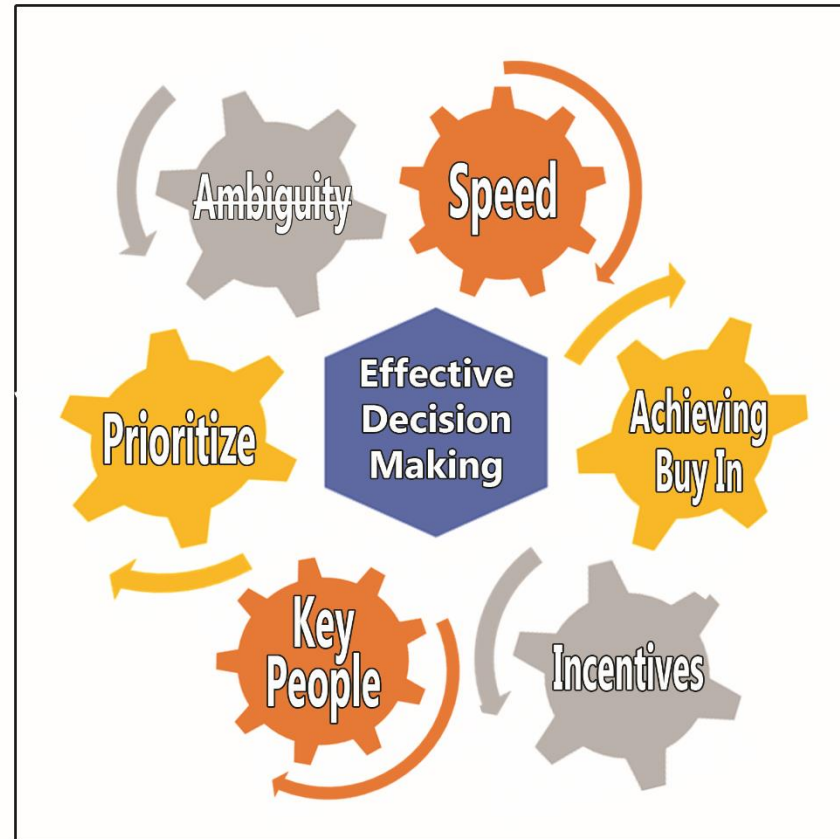 Ambiguity
Speed
Effective
Decision
Making
Prioritize
Achieving
Buy In
Key
People
Incentives